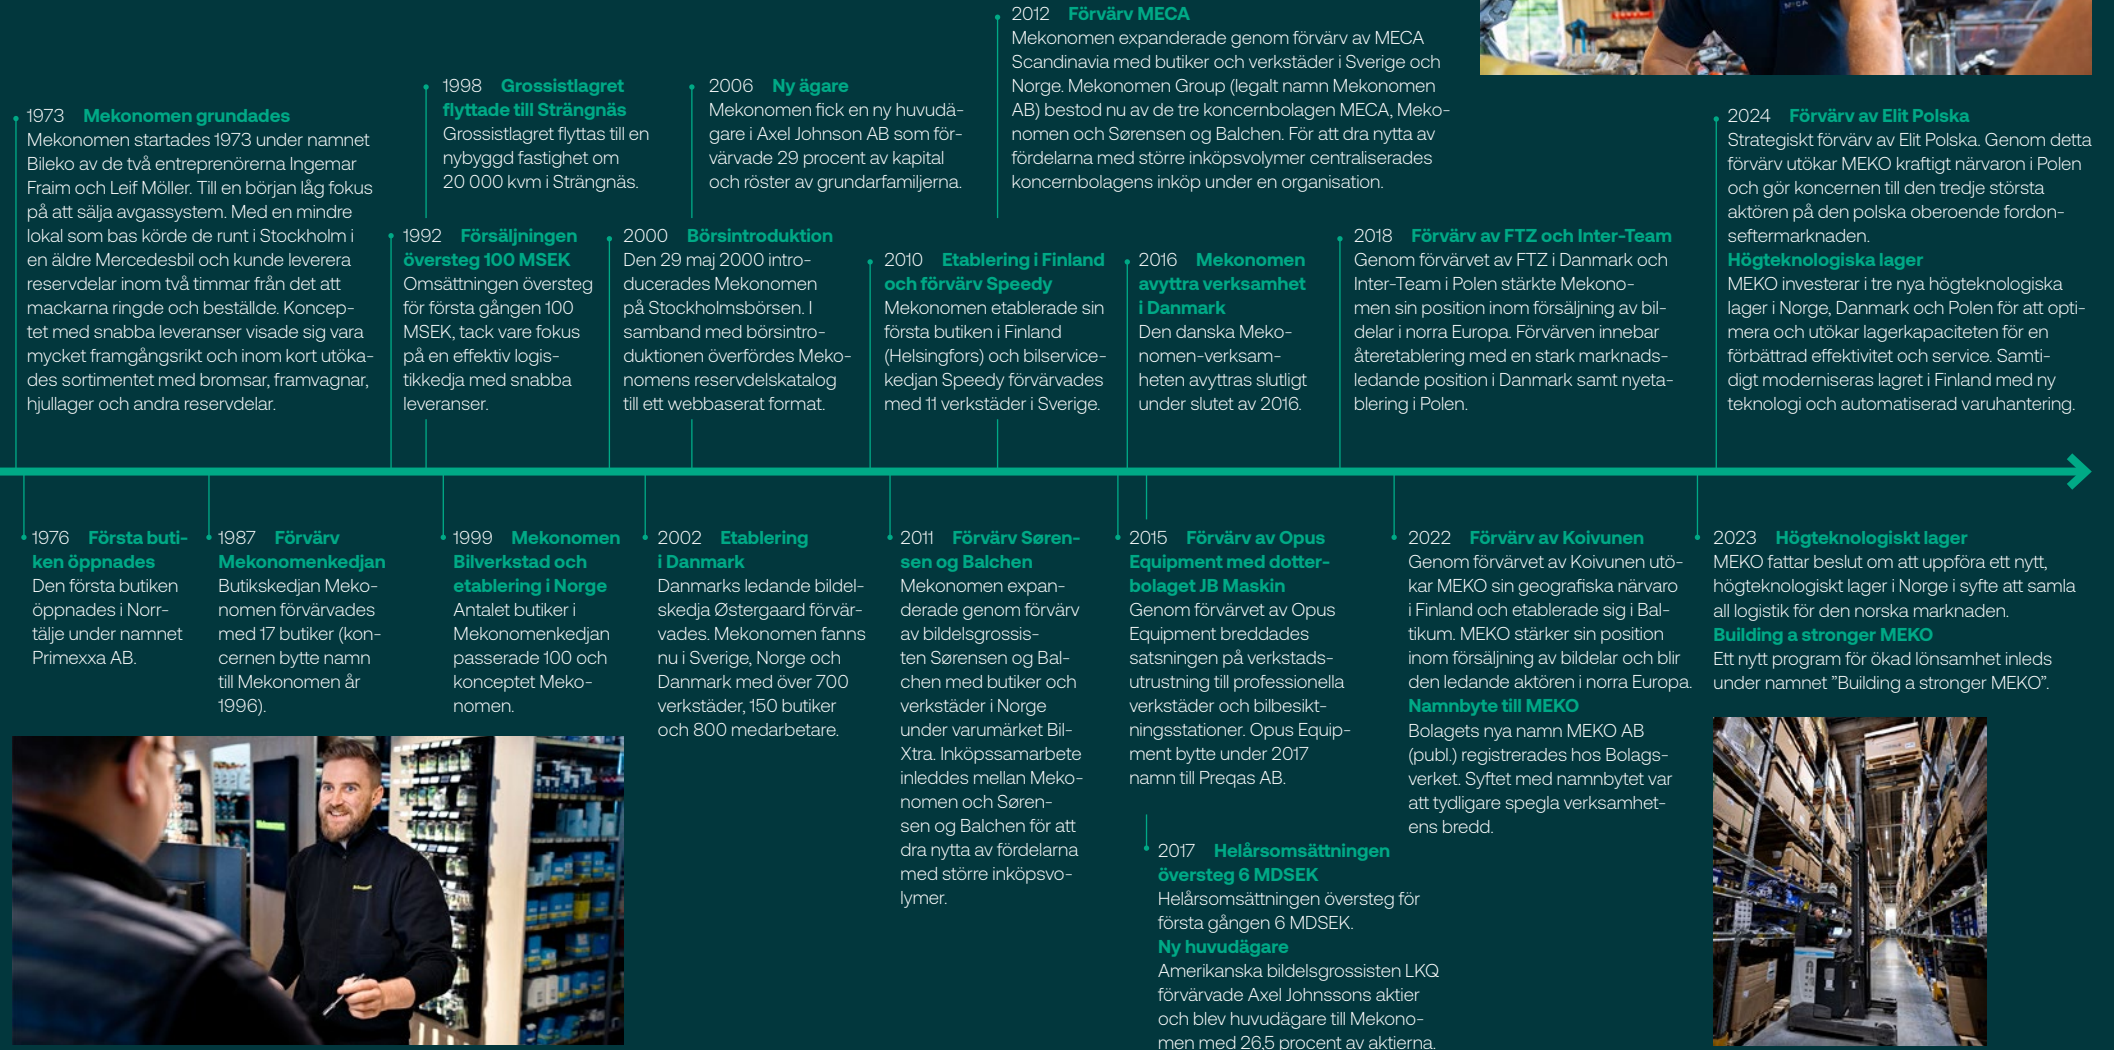 2012 Förvärv MECA
Mekonomen expanderade genom förvärv av MECA
Scandinavia med butiker och verkstäder i Sverige och
Norge. Mekonomen Group (legalt namn Mekonomen
AB) bestod nu av de tre koncernbolagen MECA, Meko-
nomen och Sørensen og Balchen. För att dra nytta av
fördelarna med större inköpsvolymer centraliserades
koncernbolagens inköp under en organisation.
1973 Mekonomen grundades
Mekonomen startades 1973 under namnet
Bileko av de två entreprenörerna Ingemar
Fraim och Leif Möller. Till en början låg fokus
på att sälja avgassystem. Med en mindre
lokal som bas körde de runt i Stockholm i
en äldre Mercedesbil och kunde leverera
reservdelar inom två timmar från det att
mackarna ringde och beställde. Koncep-
tet med snabba leveranser visade sig vara
mycket framgångsrikt och inom kort utöka-
des sortimentet med bromsar, framvagnar,
hjullager och andra reservdelar.
1998 Grossistlagret
flyttade till Strängnäs
Grossistlagret flyttas till en
nybyggd fastighet om
20 000 kvm i Strängnäs.
1992 Försäljningen
översteg 100 MSEK
Omsättningen översteg
för första gången 100
MSEK, tack vare fokus
på en effektiv logis-
tikkedja med snabba
leveranser.
2006 Ny ägare
Mekonomen fick en ny huvudä-
gare i Axel Johnson AB som för-
värvade 29 procent av kapital
och röster av grundarfamiljerna.
2000 Börsintroduktion
Den 29 maj 2000 intro-
ducerades Mekonomen
på Stockholmsbörsen. I
samband med börsintro-
duktionen överfördes Meko-
nomens reservdelskatalog
till ett webbaserat format.
2010 Etablering i Finland
och förvärv Speedy
Mekonomen etablerade sin
första butiken i Finland
(Helsingfors) och bilservice-
kedjan Speedy förvärvades
med 11 verkstäder i Sverige.
2016 Mekonomen
avyttra verksamhet
i Danmark
Den danska Meko-
nomen-verksam-
heten avyttras slutligt
under slutet av 2016.
2018 Förvärv av FTZ och Inter-Team
Genom förvärvet av FTZ i Danmark och
Inter-Team i Polen stärkte Mekono-
men sin position inom försäljning av bil-
delar i norra Europa. Förvärven innebar
återetablering med en stark marknads-
ledande position i Danmark samt nyeta-
blering i Polen.
2024 Förvärv av Elit Polska
Strategiskt förvärv av Elit Polska. Genom detta
förvärv utökar MEKO kraftigt närvaron i Polen
och gör koncernen till den tredje största
aktören på den polska oberoende fordon-
seftermarknaden.
Högteknologiska lager
MEKO investerar i tre nya högteknologiska
lager i Norge, Danmark och Polen för att opti-
mera och utökar lagerkapaciteten för en
förbättrad effektivitet och service. Samti-
digt moderniseras lagret i Finland med ny
teknologi och automatiserad varuhantering.
1976 Första buti-
ken öppnades
Den första butiken
öppnades i Norr-
tälje under namnet
Primexxa AB.
1987 Förvärv
Mekonomenkedjan
Butikskedjan Meko-
nomen förvärvades
med 17 butiker (kon-
cernen bytte namn
till Mekonomen år
1996).
1999 Mekonomen
Bilverkstad och
etablering i Norge
Antalet butiker i
Mekonomenkedjan
passerade 100 och
konceptet Meko-
nomen.
2002 Etablering
i Danmark
Danmarks ledande bildel-
skedja Østergaard förvär-
vades. Mekonomen fanns
nu i Sverige, Norge och
Danmark med över 700
verkstäder, 150 butiker
och 800 medarbetare.
2011 Förvärv Søren-
sen og Balchen
Mekonomen expan-
derade genom förvärv
av bildelsgrossis-
ten Sørensen og Bal-
chen med butiker och
verkstäder i Norge
under varumärket Bil-
Xtra. Inköpssamarbete
inleddes mellan Meko-
nomen och Søren-
sen og Balchen för att
dra nytta av fördelarna
med större inköpsvo-
lymer.
2015 Förvärv av Opus
Equipment med dotter-
bolaget JB Maskin
Genom förvärvet av Opus
Equipment breddades
satsningen på verkstads-
utrustning till professionella
verkstäder och bilbesikt-
ningsstationer. Opus Equip-
ment bytte under 2017
namn till Preqas AB.
2017 Helårsomsättningen
översteg 6 MDSEK
Helårsomsättningen översteg för
första gången 6 MDSEK.
Ny huvudägare
Amerikanska bildelsgrossisten LKQ
förvärvade Axel Johnssons aktier
och blev huvudägare till Mekono-
men med 26,5 procent av aktierna.
2022 Förvärv av Koivunen
Genom förvärvet av Koivunen utö-
kar MEKO sin geografiska närvaro
i Finland och etablerade sig i Bal-
tikum. MEKO stärker sin position
inom försäljning av bildelar och blir
den ledande aktören i norra Europa.
Namnbyte till MEKO
Bolagets nya namn MEKO AB
(publ.) registrerades hos Bolags-
verket. Syftet med namnbytet var
att tydligare spegla verksamhet-
ens bredd.
2023 Högteknologiskt lager
MEKO fattar beslut om att uppföra ett nytt,
högteknologiskt lager i Norge i syfte att samla
all logistik för den norska marknaden.
Building a stronger MEKO
Ett nytt program för ökad lönsamhet inleds
under namnet ”Building a stronger MEKO”.